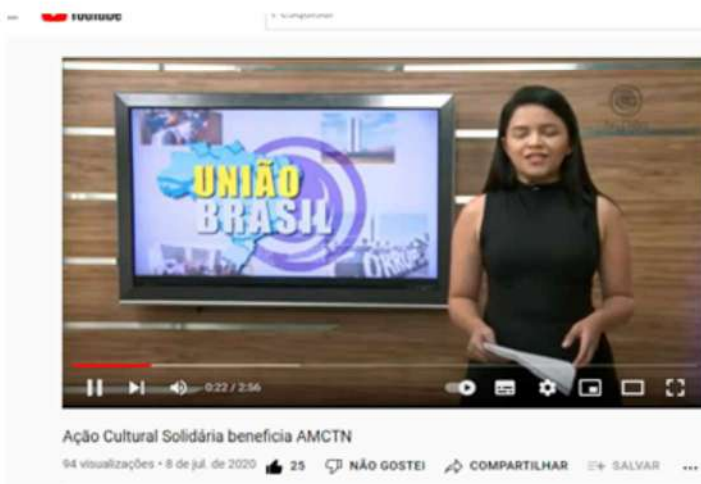 UNIÃO
BRASIL
0:22 / 2:56
Ação Cultural Solidária beneficia AMCTN
94 visualizações • 8 de jul. de 2020 25 NÃO GOSTEI COMPARTILHAR SALVAR ...